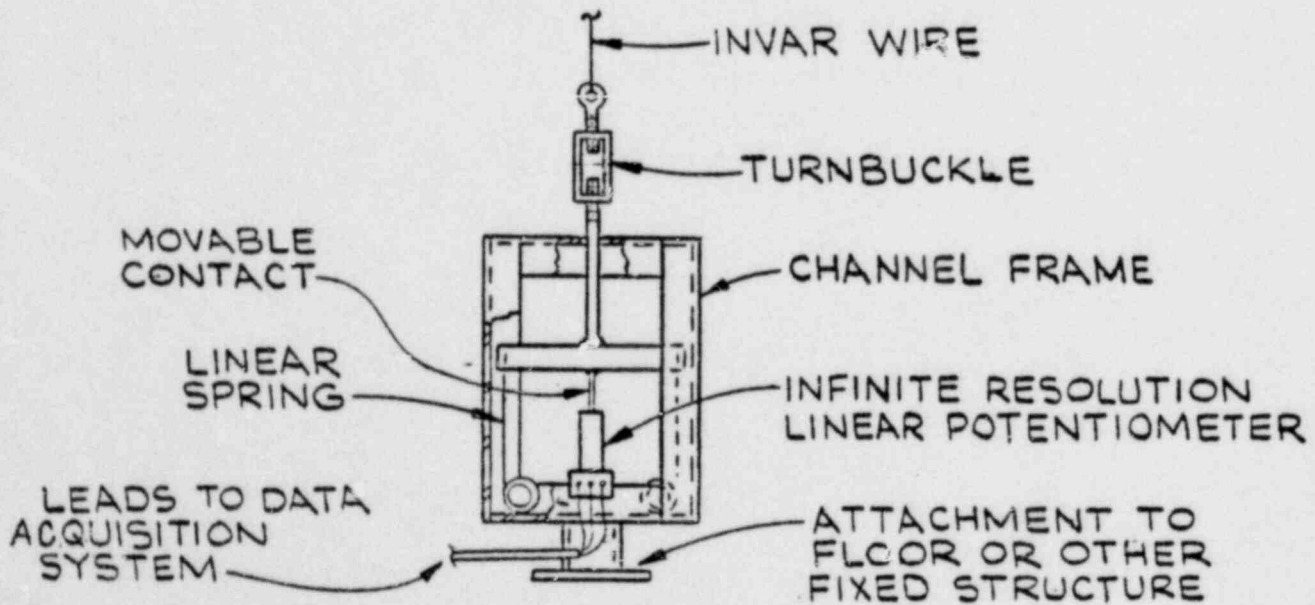 INVAR WIRE
TURNBUCKLE
MOVABLE
CONTACT
CHANNEL FRAME
LINEAR
SPRING
INFINITE RESOLUTION
LINEAR POTENTIOMETER
LEADS TO DATA
ACQUISITION
SYSTEM
ATTACHMENT TO
FLOOR OR OTHER
FIXED STRUCTURE